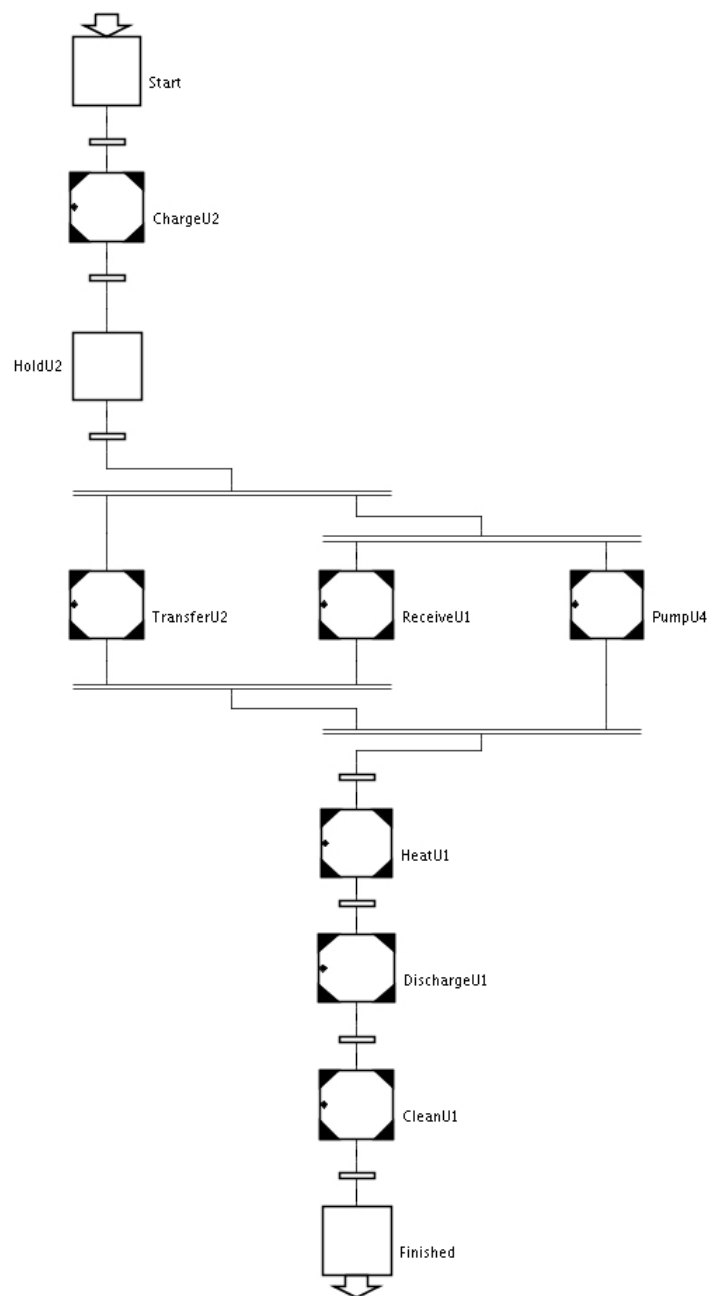 Start
ChargeU2
HoldU2
TransferU2
ReceiveU1
PumpU4
HeatU1
DischargeU1
CleanU1
Finished